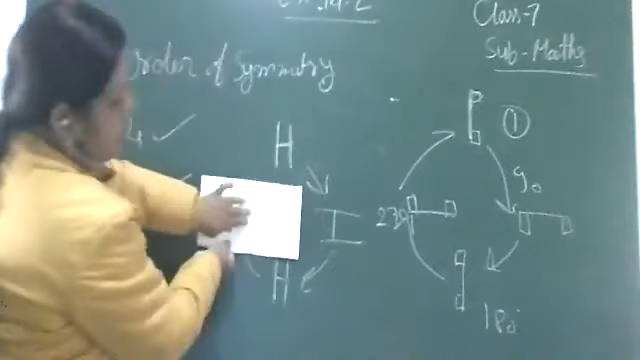 Class-7
Sub-Maths
order of Symmetry
4
H
1
90
I
270
H
180